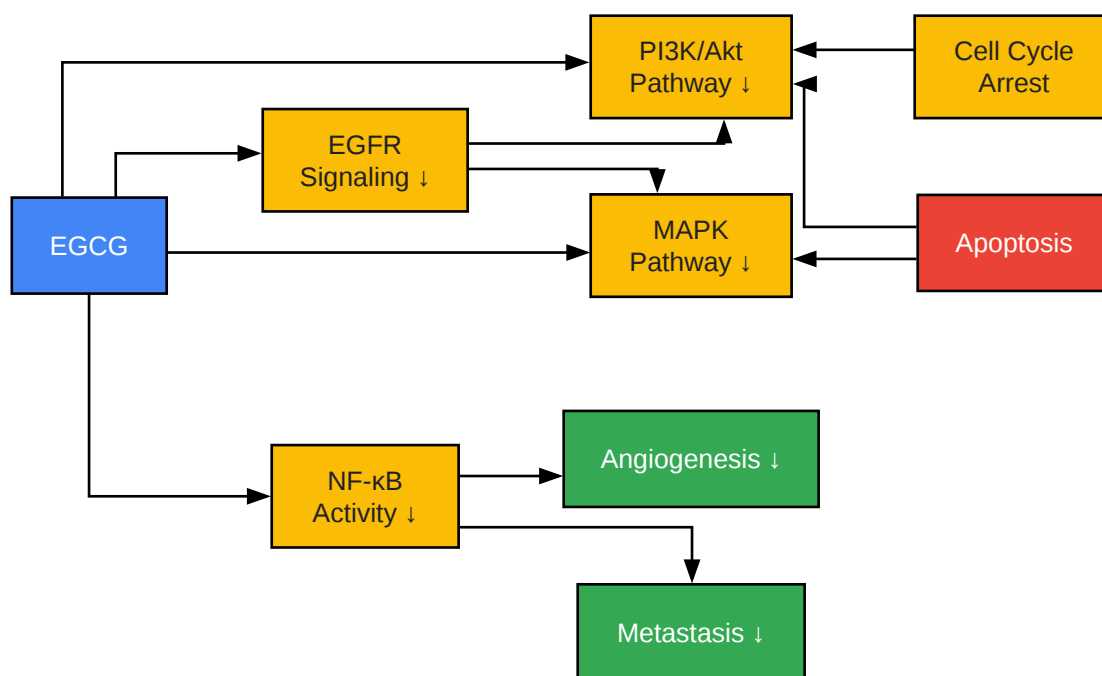 PI3K/Akt
Pathway ↓
Cell Cycle
Arrest
EGFR
Signaling ↓
EGCG
MAPK
Pathway ↓
Apoptosis
NF-κB
Activity ↓
Angiogenesis ↓
Metastasis ↓